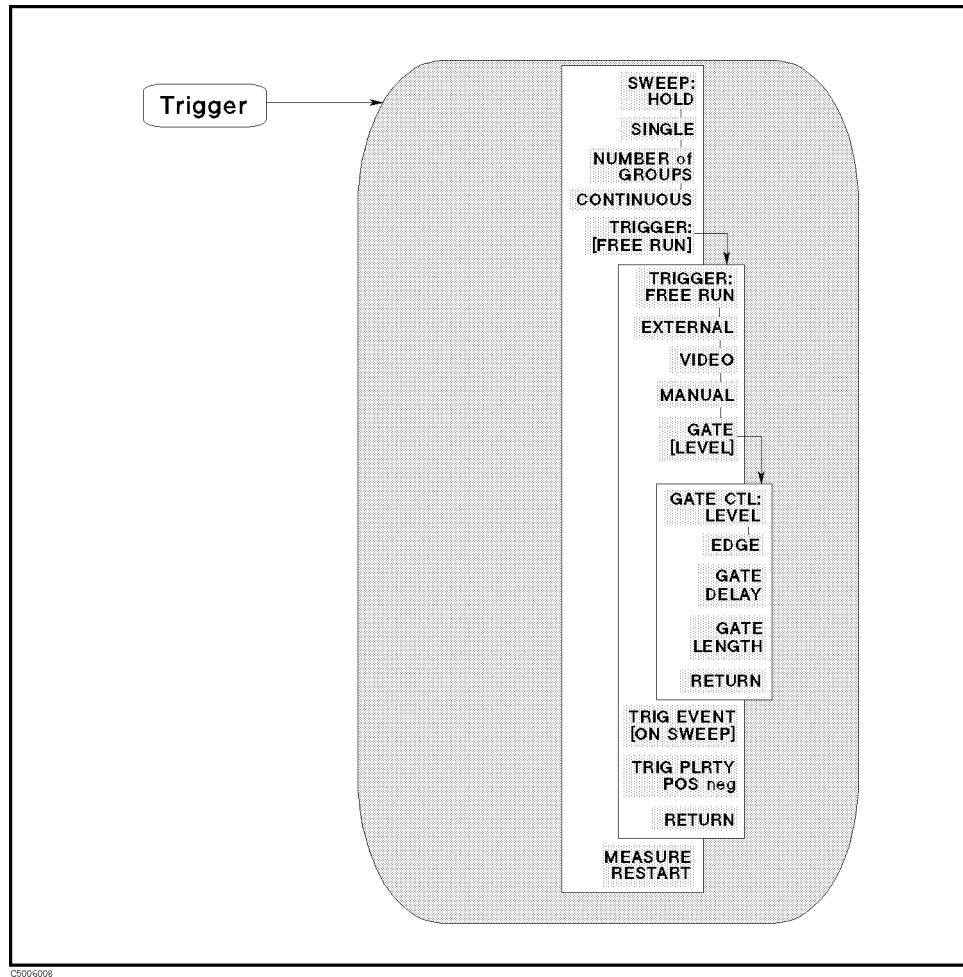 Trigger
SWEEP:
HOLD
SINGLE
NUMBER of
GROUPS
CONTINUOUS
TRIGGER:
[FREE RUN]
TRIGGER:
FREE RUN
EXTERNAL
VIDEO
MANUAL
GATE
[LEVEL]
GATE CTL:
LEVEL
EDGE
GATE
DELAY
GATE
LENGTH
RETURN
TRIG EVENT
[ON SWEEP]
TRIG PLRTY
POS neg
RETURN
MEASURE
RESTART
C5006008